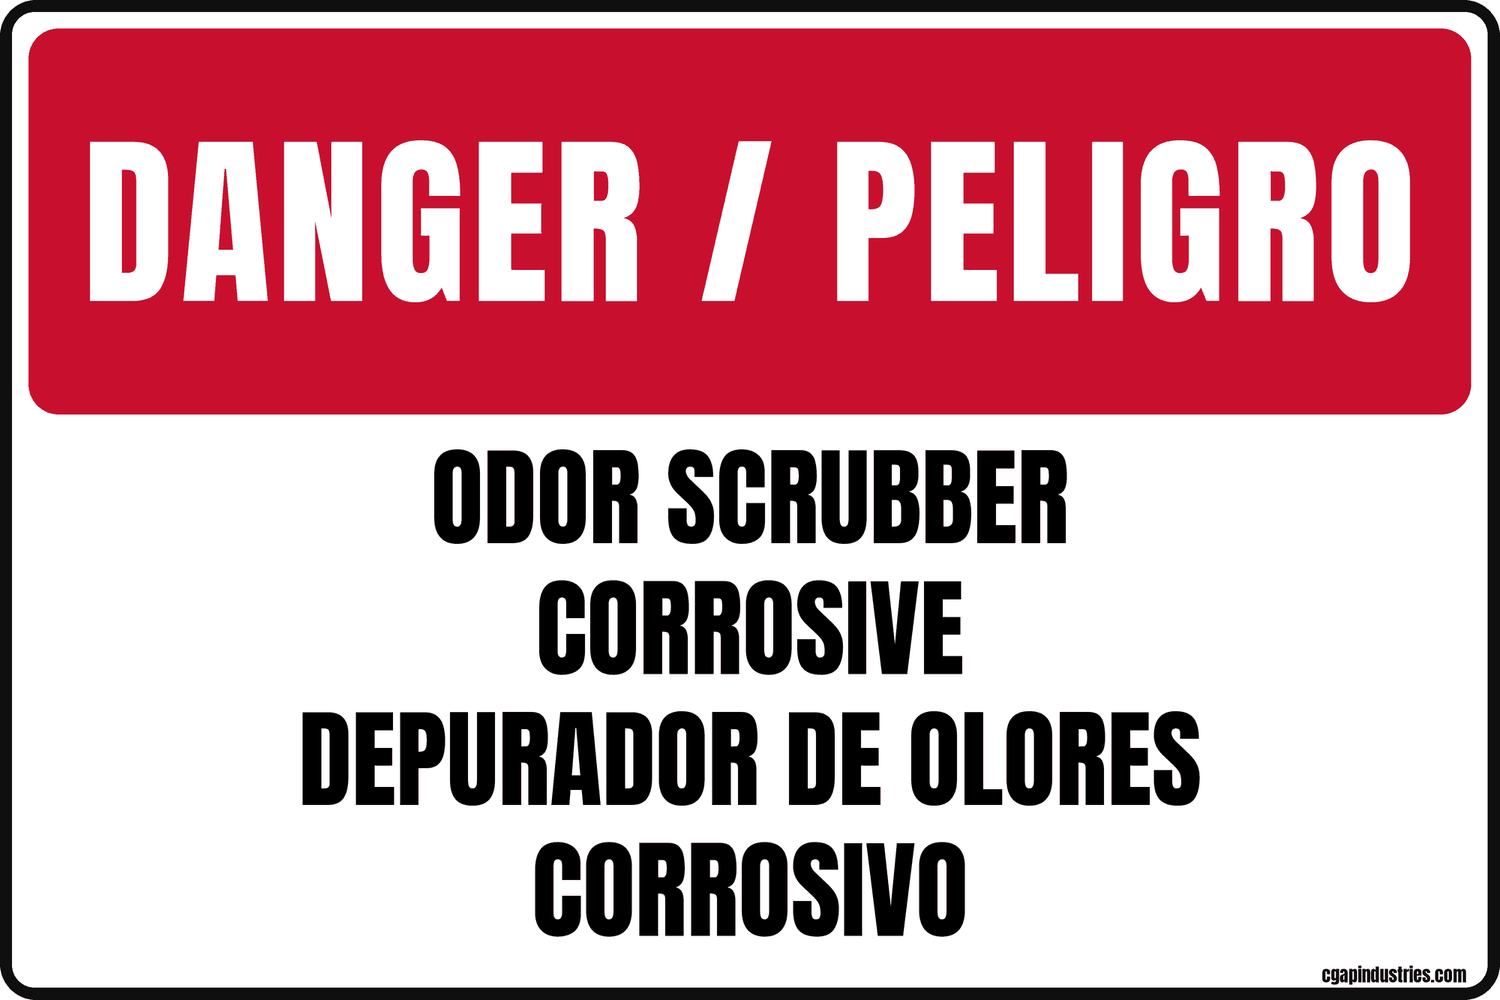 DANGER / PELIGRO
ODOR SCRUBBER
CORROSIVE
DEPURADOR DE OLORES
CORROSIVO
cgapindustries.com